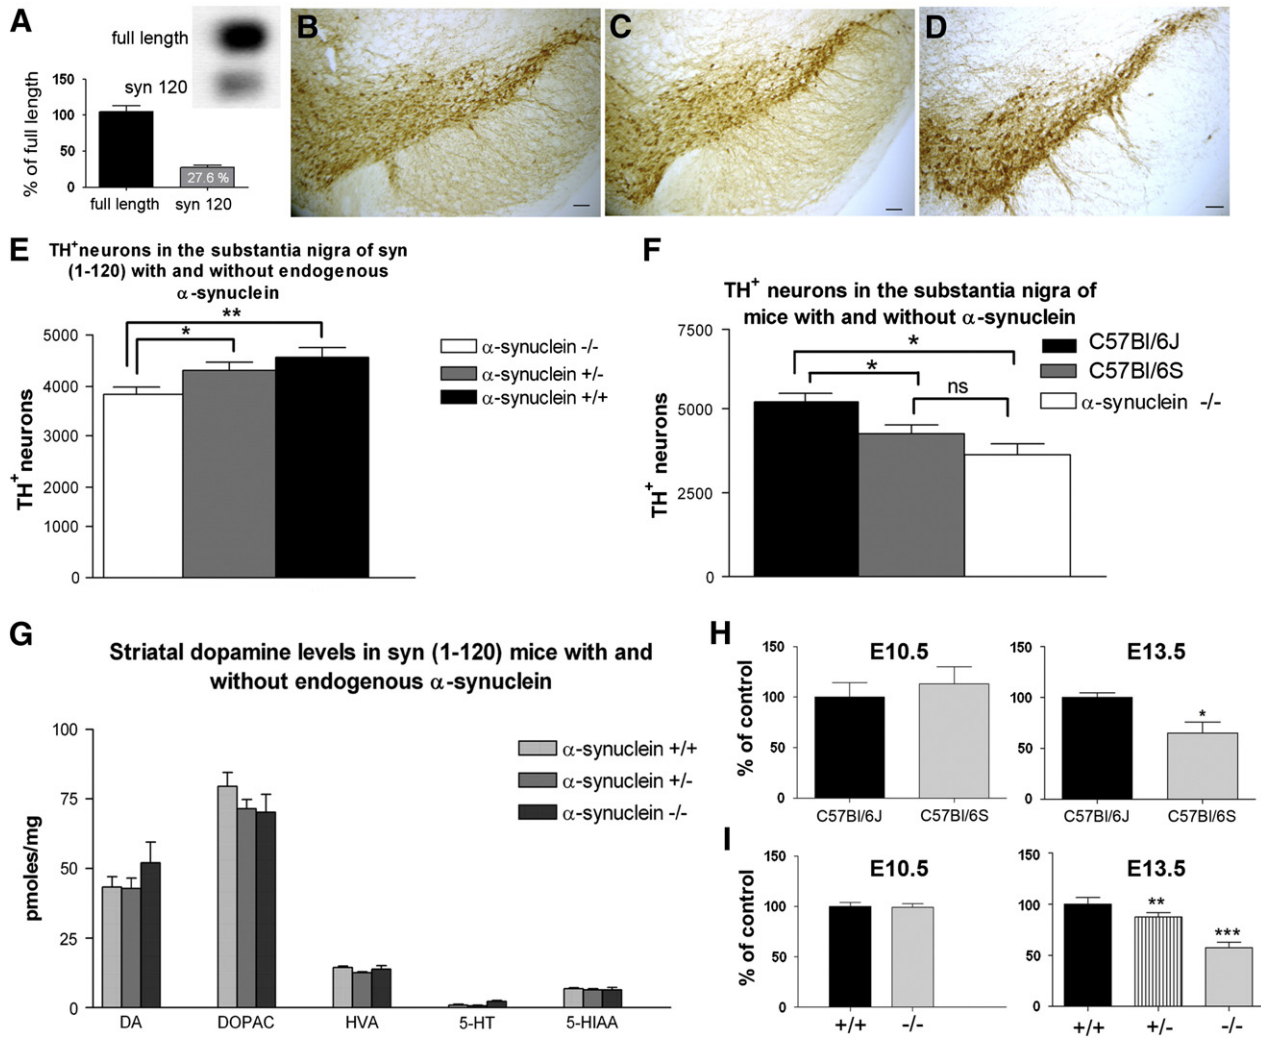 A
full length
syn 120
% of full length
150
100
50
0
27.6 %
full length
syn 120
B
C
D
E
TH+neurons in the substantia nigra of syn
(1-120) with and without endogenous
α-synuclein
TH+ neurons
5000
4000
3000
2000
1000
0
*
**
α-synuclein -/-
α-synuclein +/-
α-synuclein +/+
F
TH+ neurons in the substantia nigra of
mice with and without α-synuclein
TH+ neurons
7500
5000
2500
0
*
*
ns
C57Bl/6J
C57Bl/6S
α-synuclein -/-
G
Striatal dopamine levels in syn (1-120) mice with and
without endogenous α-synuclein
pmoles/mg
100
75
50
25
0
DA
DOPAC
HVA
5-HT
5-HIAA
α-synuclein +/+
α-synuclein +/-
α-synuclein -/-
H
E10.5
% of control
150
100
50
0
C57Bl/6J
C57Bl/6S
E13.5
150
100
50
0
*
C57Bl/6J
C57Bl/6S
I
E10.5
% of control
150
100
50
0
+/+
-/-
E13.5
150
100
50
0
**
***
+/+
+/-
-/-